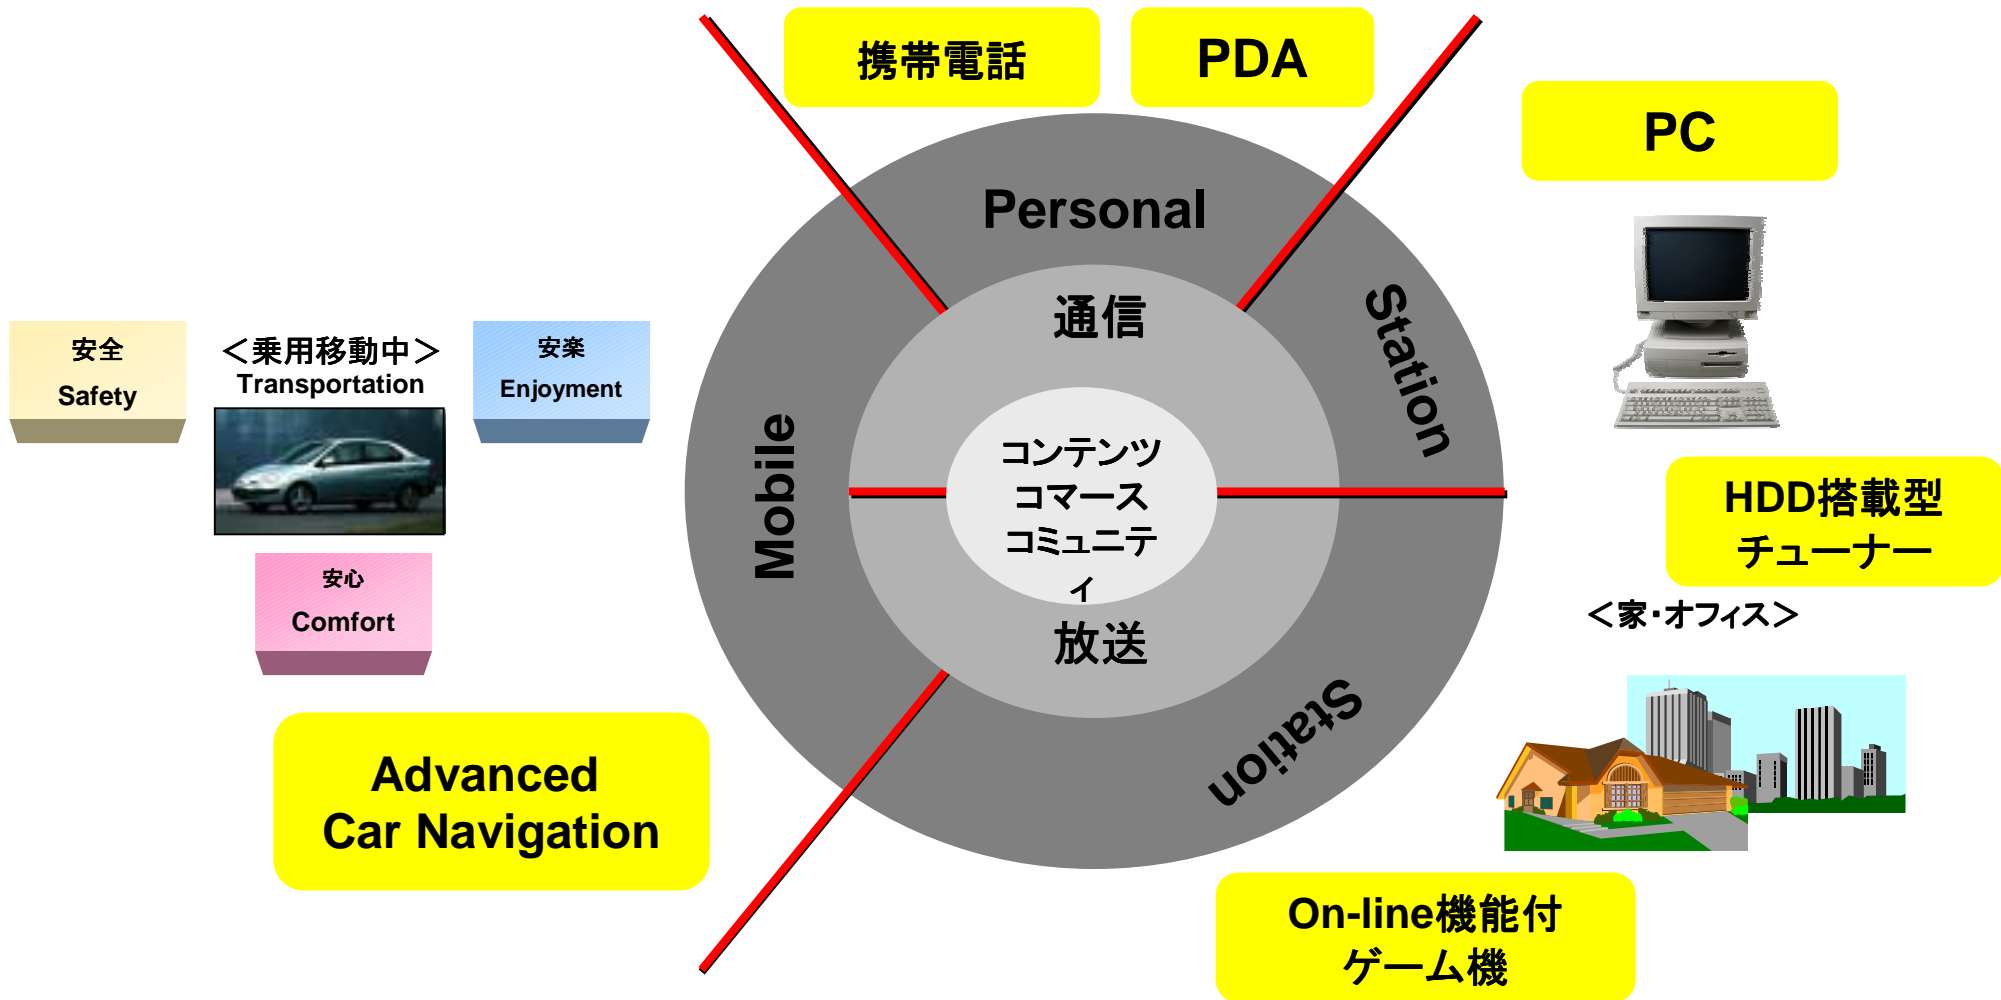 携帯電話
PDA
PC
Personal
Station
通信
安全
Safety
＜乗用移動中＞
Transportation
安楽
Enjoyment
Mobile
コンテンツ
コマース
コミュニテ
ィ
HDD搭載型
チューナー
安心
Comfort
放送
＜家・オフィス＞
Station
Advanced
Car Navigation
On-line機能付
ゲーム機